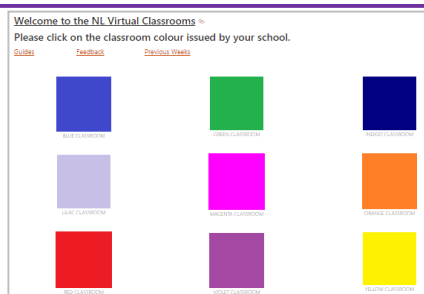 Welcome to the NL Virtual Classrooms
Please click on the classroom colour issued by your school.
Guides Feedback Previous Weeks
BLUE CLASSROOM GREEN CLASSROOM INDIGO CLASSROOM
LILAC CLASSROOM MAGENTA CLASSROOM ORANGE CLASSROOM
RED CLASSROOM VIOLET CLASSROOM YELLOW CLASSROOM